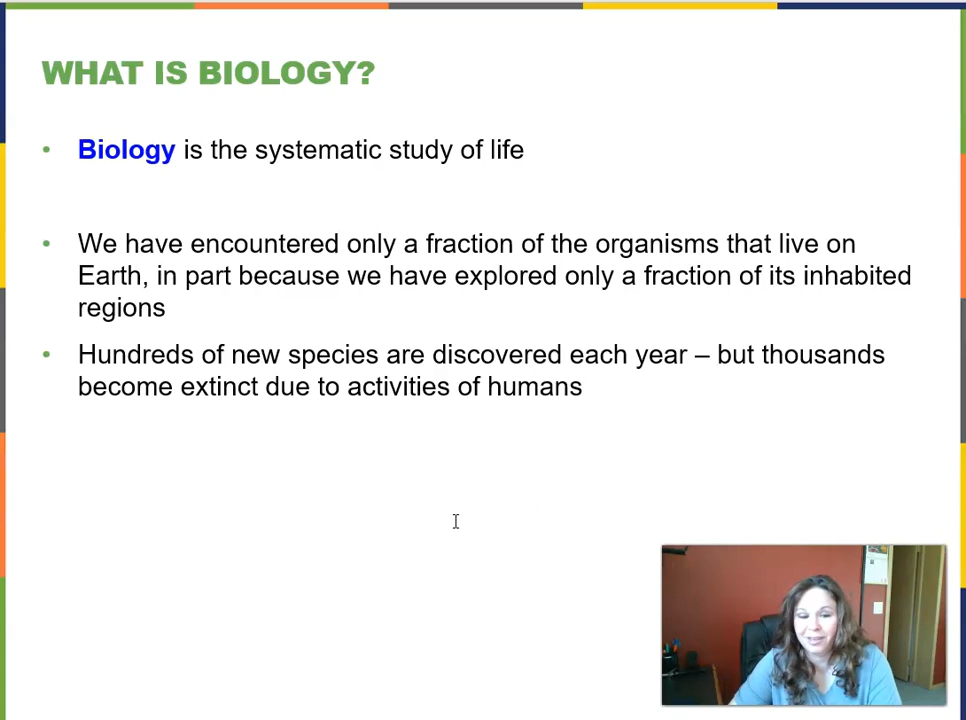 WHAT IS BIOLOGY?
• Biology is the systematic study of life
• We have encountered only a fraction of the organisms that live on
Earth, in part because we have explored only a fraction of its inhabited
regions
• Hundreds of new species are discovered each year – but thousands
become extinct due to activities of humans